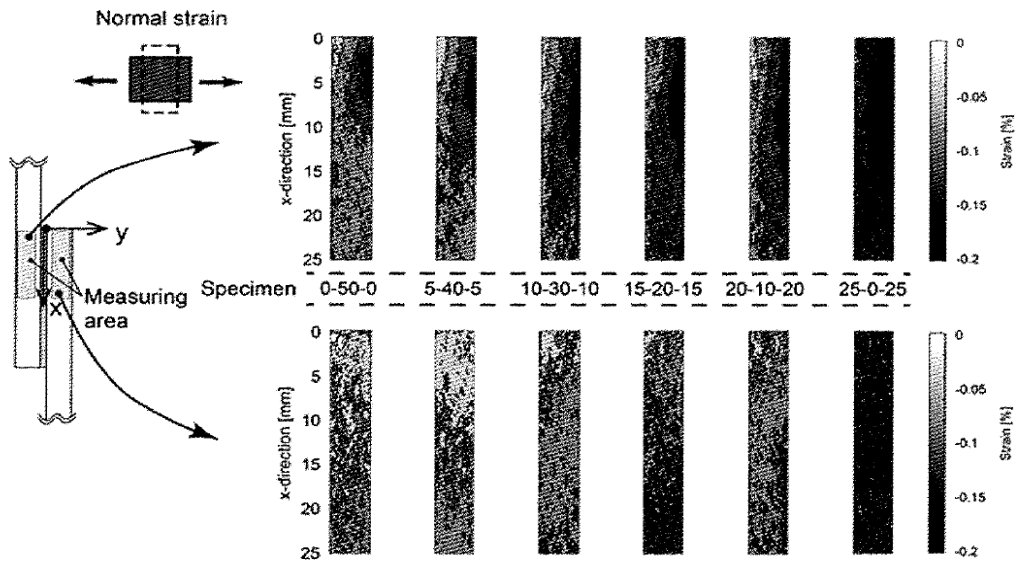 Normal strain
y
x
Measuring
area
x-direction [mm]
0
5
10
15
20
25
0
-0.05
-0.1
-0.15
-0.2
Strain [%]
Specimen 0-50-0 5-40-5 10-30-10 15-20-15 20-10-20 25-0-25
x-direction [mm]
0
5
10
15
20
25
0
-0.05
-0.1
-0.15
-0.2
Strain [%]